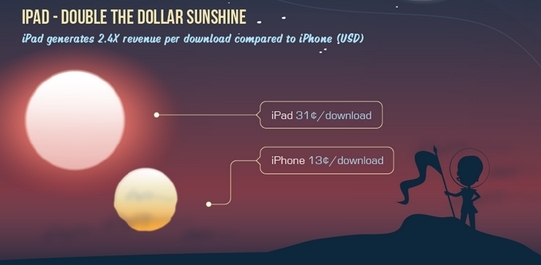 IPAD - DOUBLE THE DOLLAR SUNSHINE
iPad generates 2.4X revenue per download compared to iPhone (USD)
iPad 31¢/download
iPhone 13¢/download